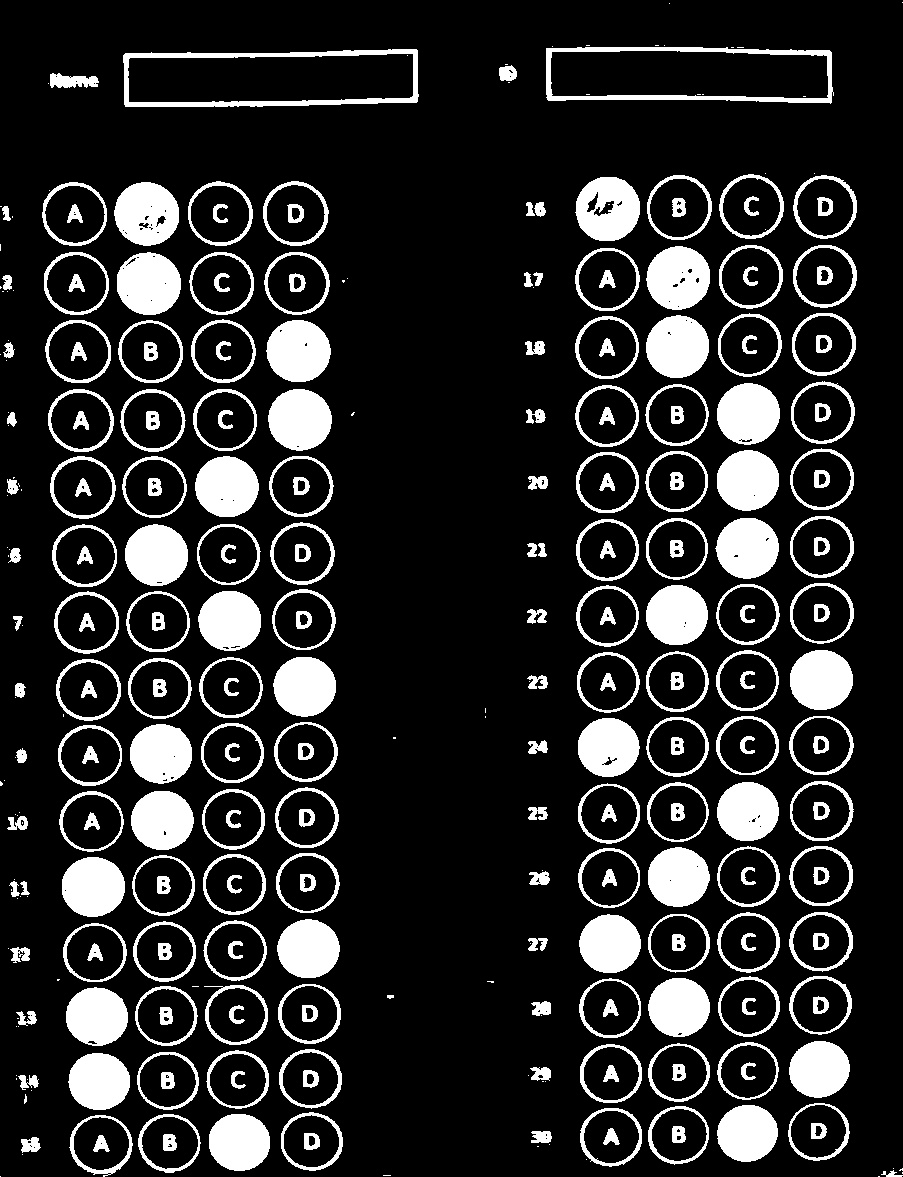 Name ID
1 A C D
2 A C D
3 A B C
4 A B C
5 A B D
6 A C D
7 A B D
8 A B C
9 A C D
10 A C D
11 B C D
12 A B C
13 B C D
14 B C D
15 A B D
16 B C D
17 A C D
18 A C D
19 A B D
20 A B D
21 A B D
22 A C D
23 A B C
24 B C D
25 A B D
26 A C D
27 B C D
28 A C D
29 A B C
30 A B D